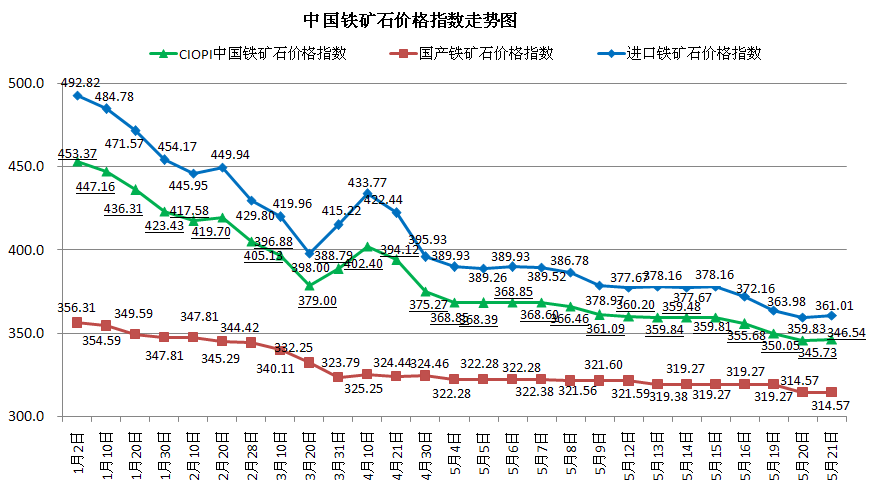 中国铁矿石价格指数走势图
CIOPI中国铁矿石价格指数 国产铁矿石价格指数 进口铁矿石价格指数
500.0
450.0
400.0
350.0
300.0
492.82 484.78 471.57 454.17 445.95 449.94 429.80 419.96 398.00 415.22 433.77 422.44 395.93 389.93 389.26 389.93 389.52 386.78 378.97 377.67 378.16 377.67 378.16 372.16 363.98 359.83 361.01
453.37 447.16 436.31 423.43 417.58 419.70 405.18 396.88 379.00 388.79 402.40 394.12 375.27 368.85 368.39 368.85 368.60 366.46 361.09 360.20 359.84 359.48 359.81 355.68 350.05 345.73 346.54
356.31 354.59 349.59 347.81 347.81 345.29 344.42 340.11 332.25 323.79 325.25 324.44 324.46 322.28 322.28 322.28 322.38 321.56 321.60 321.59 319.38 319.27 319.27 319.27 319.27 314.57 314.57
1月2日 1月10日 1月20日 1月30日 2月10日 2月20日 2月28日 3月10日 3月20日 3月31日 4月10日 4月21日 4月30日 5月4日 5月5日 5月6日 5月7日 5月8日 5月9日 5月12日 5月13日 5月14日 5月15日 5月16日 5月19日 5月20日 5月21日